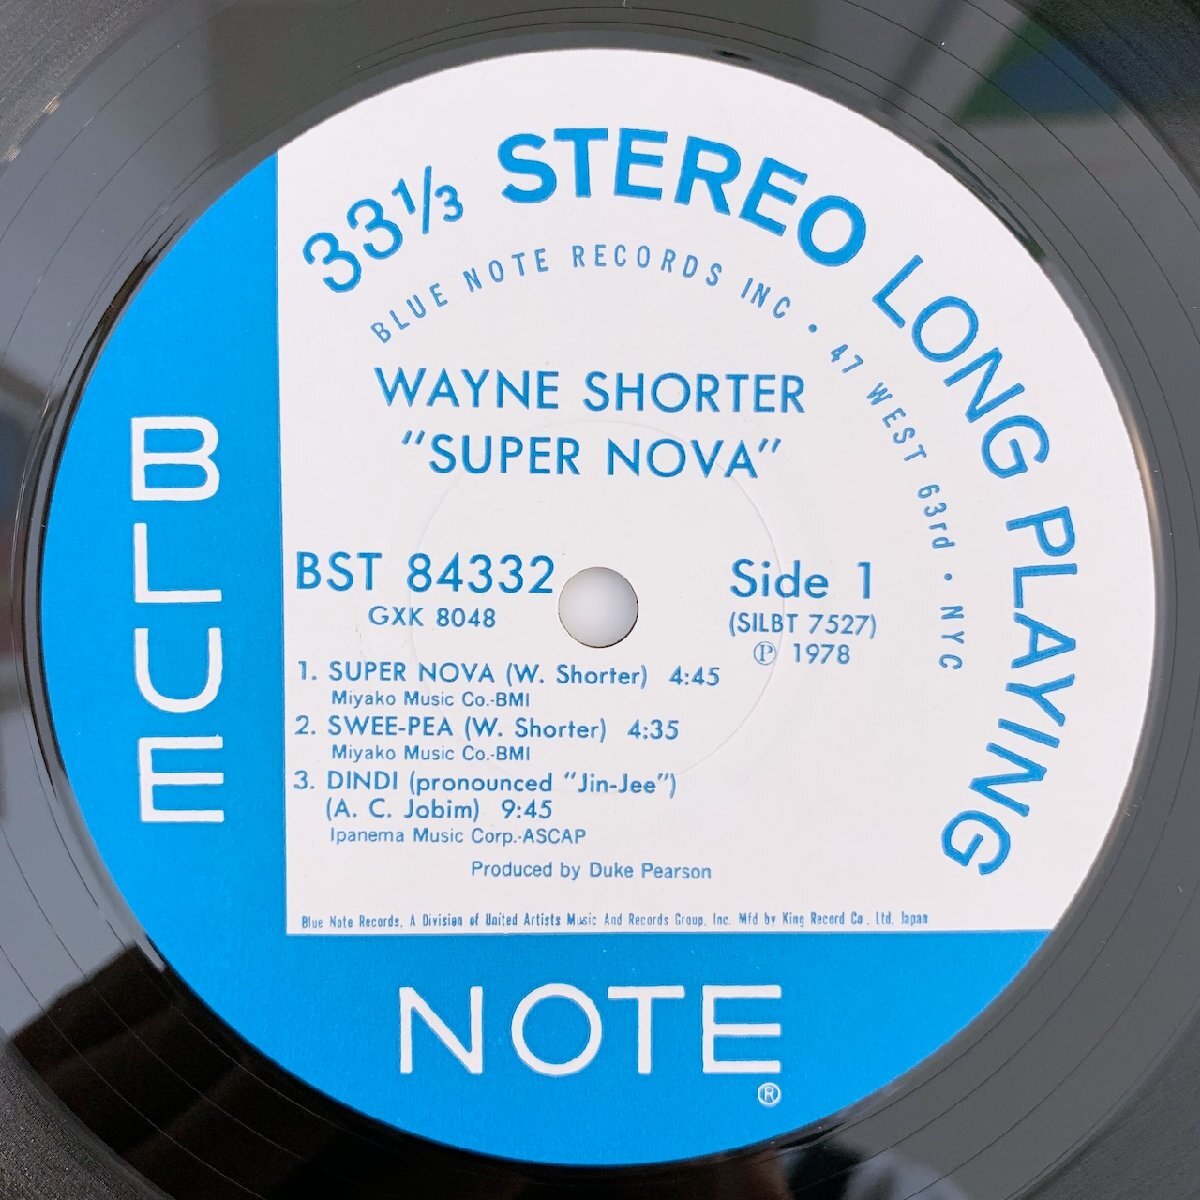 33 1/3 STEREO LONG PLAYING
BLUE NOTE RECORDS INC • 47 WEST 63rd • NYC
WAYNE SHORTER
"SUPER NOVA"
BST 84332
GXK 8048
Side 1
(SILBT 7527)
Ⓟ 1978
1. SUPER NOVA (W. Shorter) 4:45
Miyako Music Co.-BMI
2. SWEE-PEA (W. Shorter) 4:35
Miyako Music Co.-BMI
3. DINDI (pronounced "Jin-Jee")
(A. C. Jobim) 9:45
Ipanema Music Corp.-ASCAP
Produced by Duke Pearson
Blue Note Records, A Division of United Artists Music And Records Group, Inc. Mfd by King Record Co., Ltd. Japan
BLUE
NOTE
®